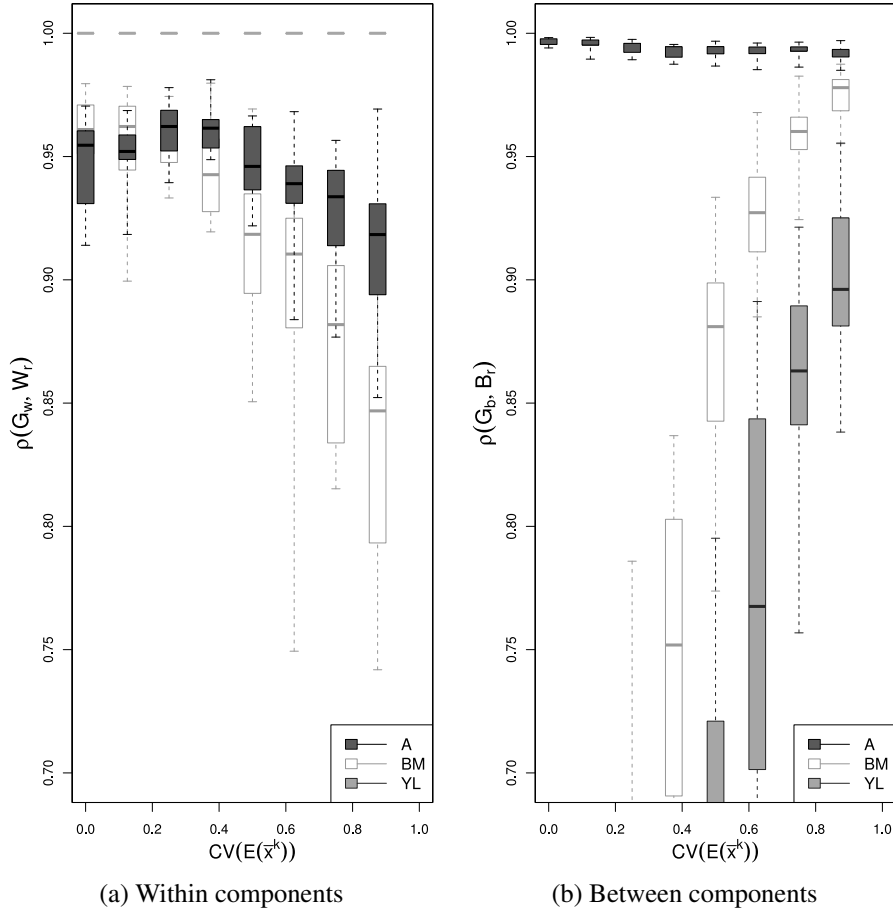 1.00
0.95
0.90
0.85
0.80
0.75
0.70
ρ(G_w, W_r)
0.0 0.2 0.4 0.6 0.8 1.0
CV(E(x̄^k))
A
BM
YL
(a) Within components
1.00
0.95
0.90
0.85
0.80
0.75
0.70
ρ(G_b, B_r)
0.0 0.2 0.4 0.6 0.8 1.0
CV(E(x̄^k))
A
BM
YL
(b) Between components